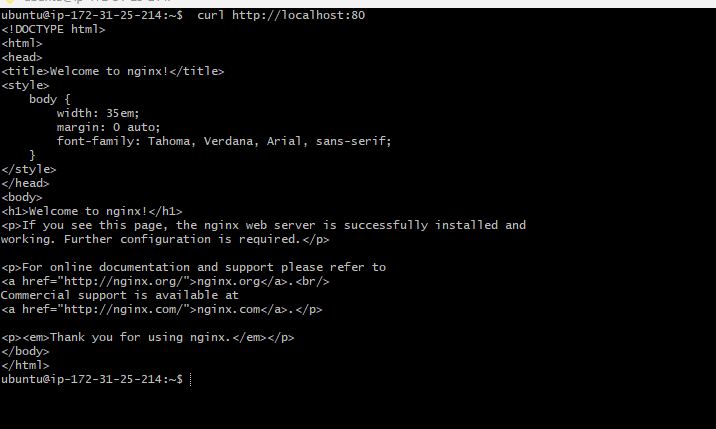 ubuntu@ip-172-31-25-214:~$  curl http://localhost:80
<!DOCTYPE html>
<html>
<head>
<title>Welcome to nginx!</title>
<style>
    body {
        width: 35em;
        margin: 0 auto;
        font-family: Tahoma, Verdana, Arial, sans-serif;
    }
</style>
</head>
<body>
<h1>Welcome to nginx!</h1>
<p>If you see this page, the nginx web server is successfully installed and
working. Further configuration is required.</p>

<p>For online documentation and support please refer to
<a href="http://nginx.org/">nginx.org</a>.<br/>
Commercial support is available at
<a href="http://nginx.com/">nginx.com</a>.</p>

<p><em>Thank you for using nginx.</em></p>
</body>
</html>
ubuntu@ip-172-31-25-214:~$